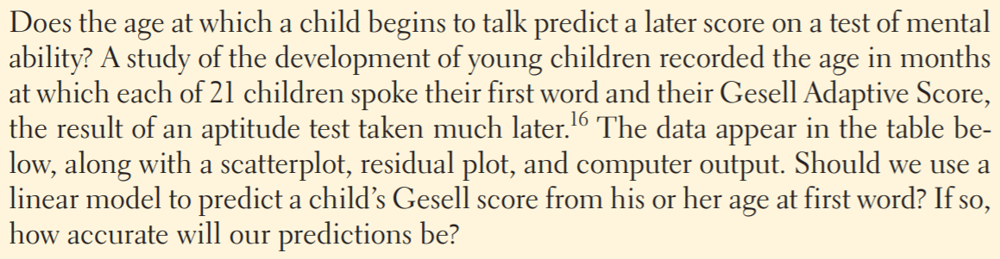 Does the age at which a child begins to talk predict a later score on a test of mental
ability? A study of the development of young children recorded the age in months
at which each of 21 children spoke their first word and their Gesell Adaptive Score,
the result of an aptitude test taken much later.16 The data appear in the table be-
low, along with a scatterplot, residual plot, and computer output. Should we use a
linear model to predict a child’s Gesell score from his or her age at first word? If so,
how accurate will our predictions be?